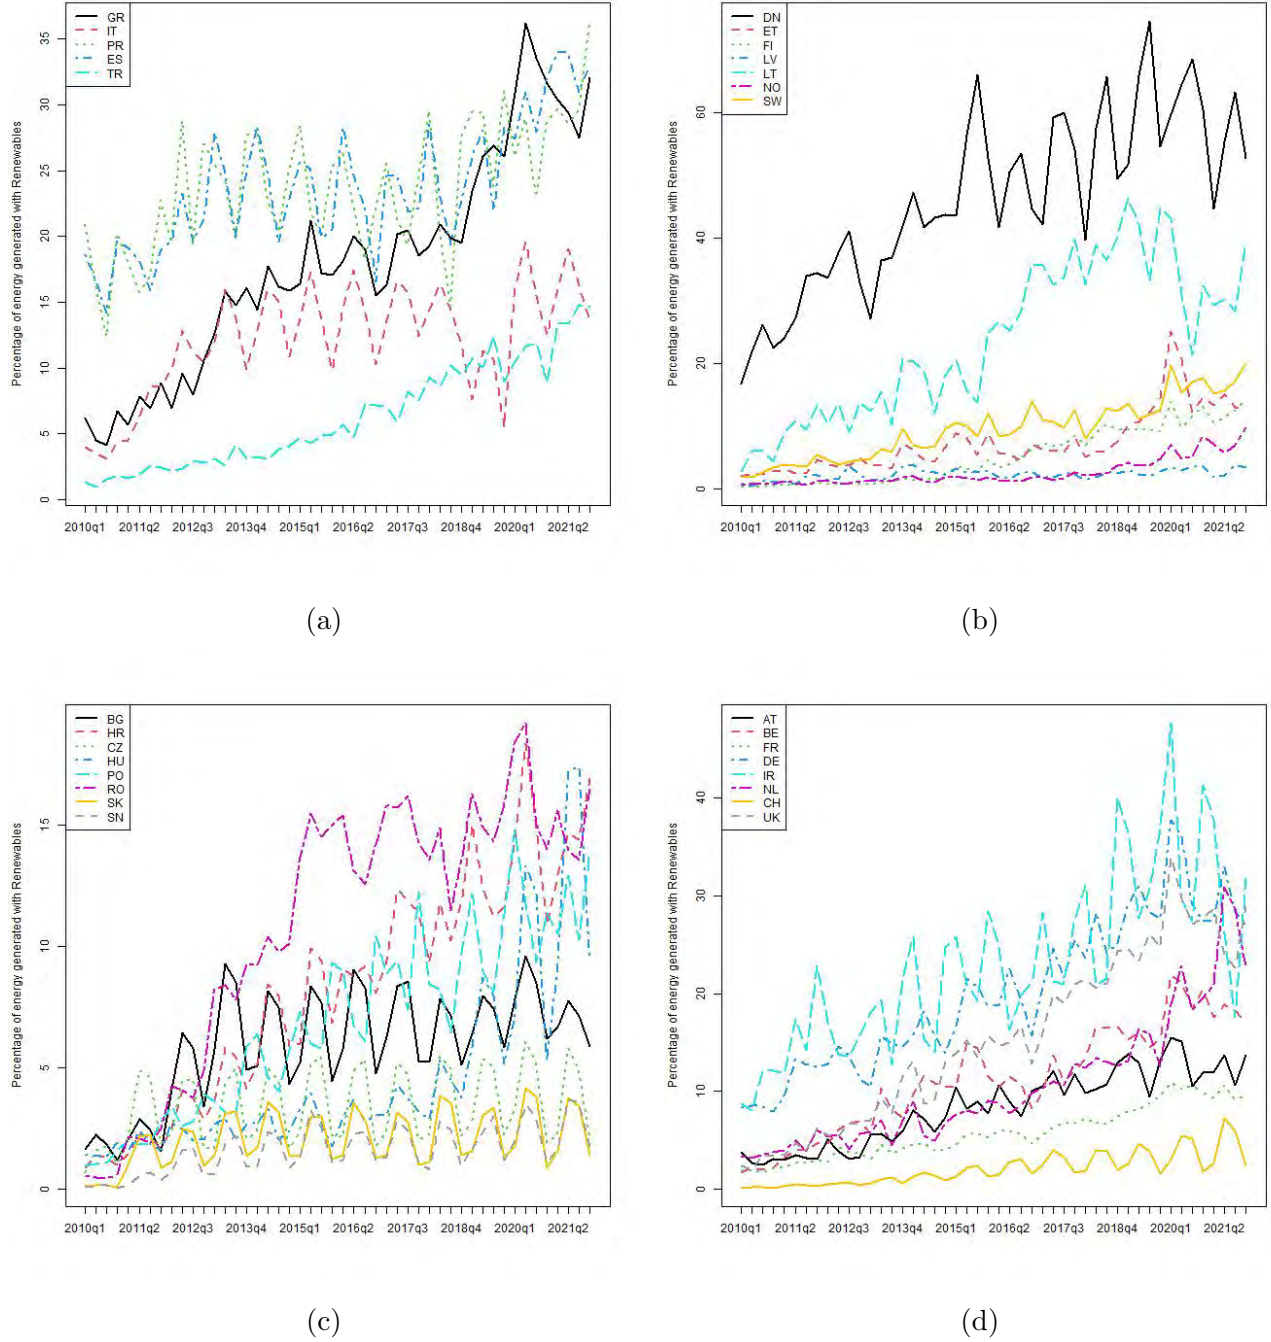 GR
IT
PR
ES
TR
Percentage of energy generated with Renewables
0 5 10 15 20 25 30 35
2010q1 2011q2 2012q3 2013q4 2015q1 2016q2 2017q3 2018q4 2020q1 2021q2
(a)
DN
ET
FI
LV
LT
NO
SW
Percentage of energy generated with Renewables
0 20 40 60
2010q1 2011q2 2012q3 2013q4 2015q1 2016q2 2017q3 2018q4 2020q1 2021q2
(b)
BG
HR
CZ
HU
PO
RO
SK
SN
Percentage of energy generated with Renewables
0 5 10 15
2010q1 2011q2 2012q3 2013q4 2015q1 2016q2 2017q3 2018q4 2020q1 2021q2
(c)
AT
BE
FR
DE
IR
NL
CH
UK
Percentage of energy generated with Renewables
0 10 20 30 40
2010q1 2011q2 2012q3 2013q4 2015q1 2016q2 2017q3 2018q4 2020q1 2021q2
(d)